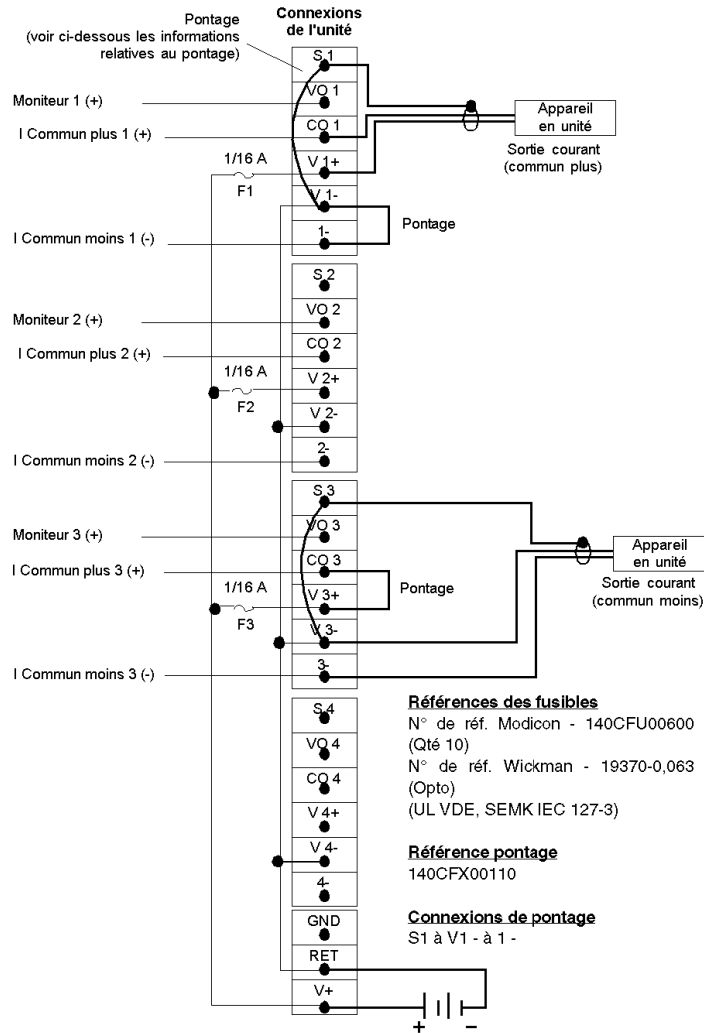 Pontage
(voir ci-dessous les informations
relatives au pontage)
Connexions
de l'unité
S 1
Moniteur 1 (+)
VO 1
I Commun plus 1 (+)
CO 1
Appareil
en unité
Sortie courant
(commun plus)
1/16 A
F1
V 1+
V 1-
Pontage
I Commun moins 1 (-)
1-
S 2
Moniteur 2 (+)
VO 2
I Commun plus 2 (+)
CO 2
1/16 A
F2
V 2+
V 2-
I Commun moins 2 (-)
2-
S 3
Moniteur 3 (+)
VO 3
I Commun plus 3 (+)
CO 3
Appareil
en unité
Sortie courant
(commun moins)
Pontage
1/16 A
F3
V 3+
V 3-
I Commun moins 3 (-)
3-
S 4
VO 4
CO 4
V 4+
V 4-
4-
GND
RET
V+
+ −
Références des fusibles
N° de réf. Modicon - 140CFU00600
(Qté 10)
N° de réf. Wickman - 19370-0,063
(Opto)
(UL VDE, SEMK IEC 127-3)
Référence pontage
140CFX00110
Connexions de pontage
S1 à V1 - à 1 -